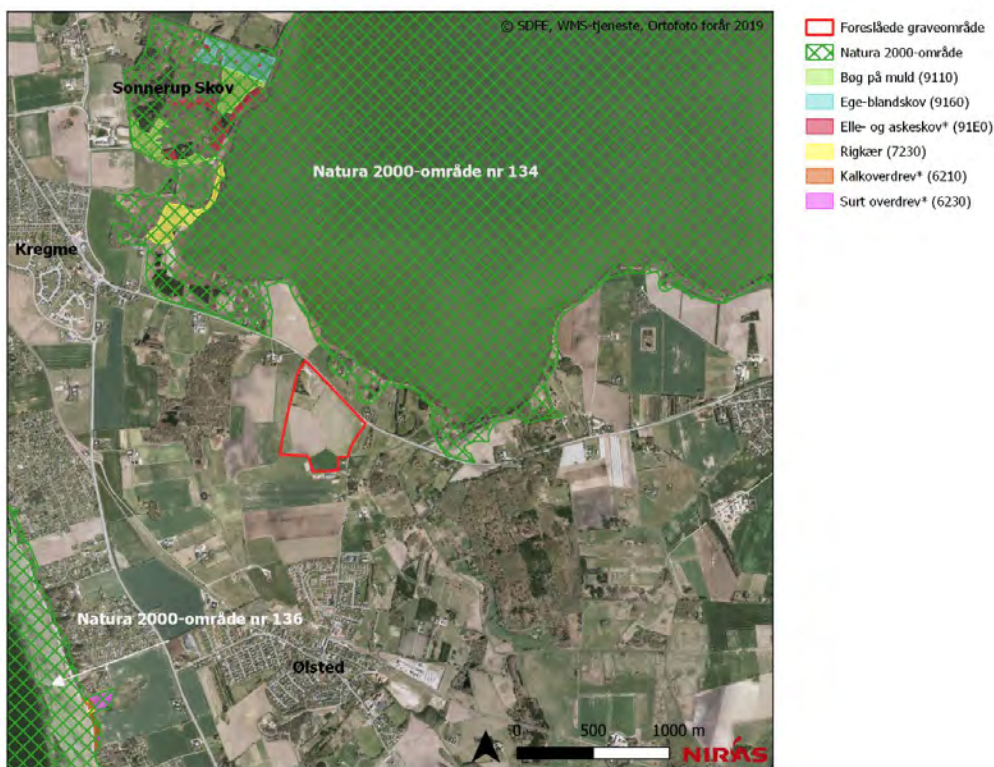 © SDFE, WMS-tjeneste, Ortofoto forår 2019
Sonnerup Skov
Natura 2000-område nr 134
Kregme
Natura 2000-område nr 136
Ølsted
0 500 1000 m
NIRÁS
Foreslåede graveområde
Natura 2000-område
Bøg på muld (9110)
Ege-blandskov (9160)
Elle- og askeskov* (91E0)
Rigkær (7230)
Kalkoverdrev* (6210)
Surt overdrev* (6230)